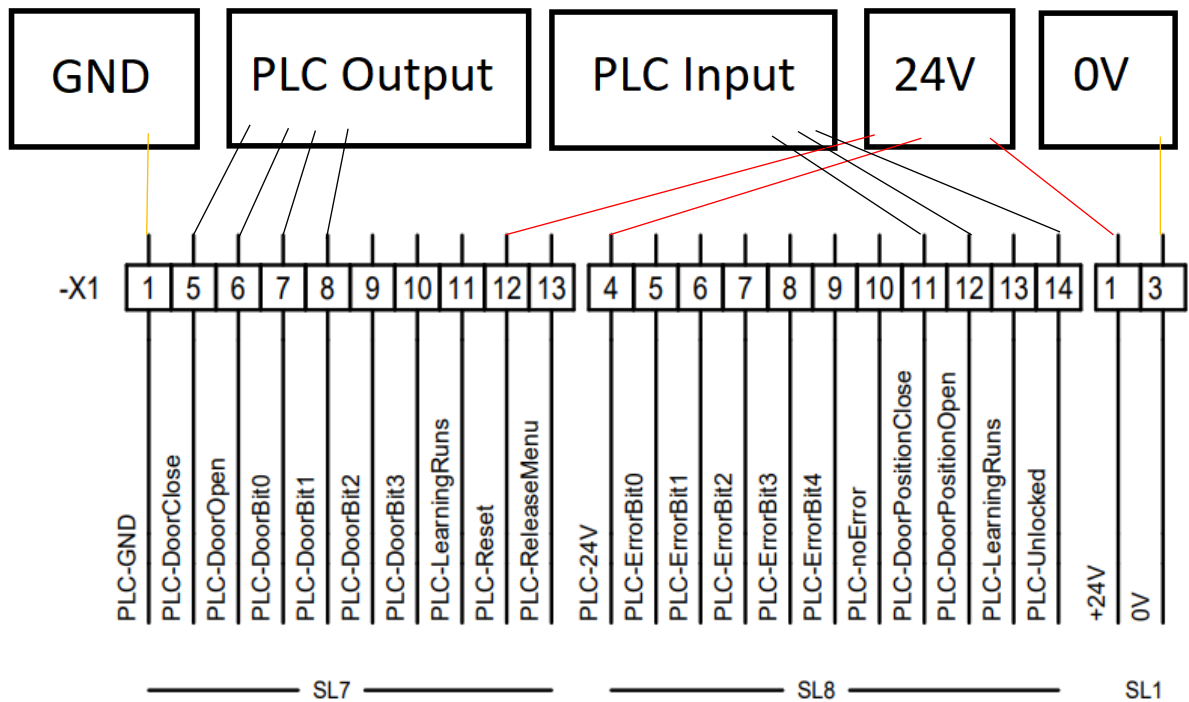 GND
PLC Output
PLC Input
24V
0V
-X1
1 5 6 7 8 9 10 11 12 13
4 5 6 7 8 9 10 11 12 13 14
1 3
PLC-GND
PLC-DoorClose
PLC-DoorOpen
PLC-DoorBit0
PLC-DoorBit1
PLC-DoorBit2
PLC-DoorBit3
PLC-LearningRuns
PLC-Reset
PLC-ReleaseMenu
PLC-24V
PLC-ErrorBit0
PLC-ErrorBit1
PLC-ErrorBit2
PLC-ErrorBit3
PLC-ErrorBit4
PLC-noError
PLC-DoorPositionClose
PLC-DoorPositionOpen
PLC-LearningRuns
PLC-Unlocked
+24V
0V
SL7
SL8
SL1